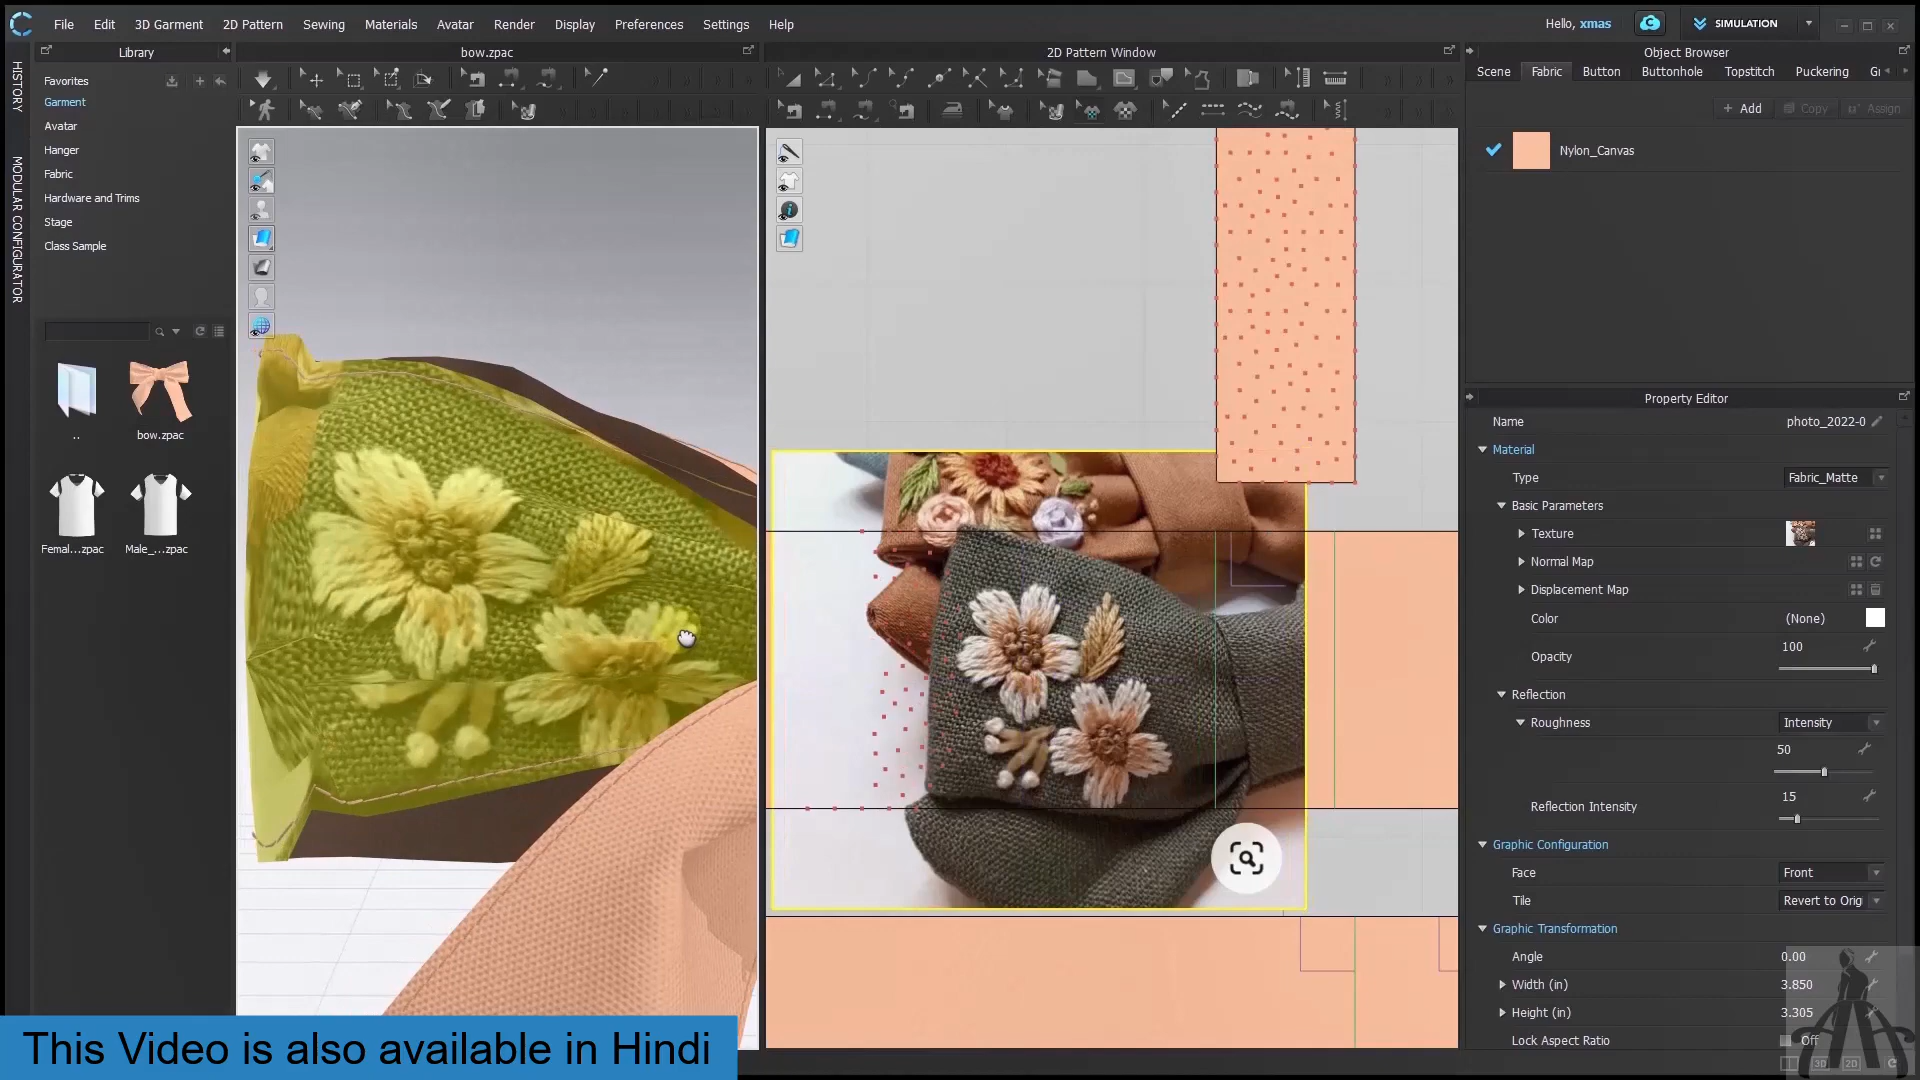 File Edit 3D Garment 2D Pattern Sewing Materials Avatar Render Display Preferences Settings Help
Hello, xmas
SIMULATION
Library
bow.zpac
2D Pattern Window
Object Browser
HISTORY
MODULAR CONFIGURATOR
Favorites
Garment
Avatar
Hanger
Fabric
Hardware and Trims
Stage
Class Sample
..
bow.zpac
Femal...zpac
Male_...zpac
Scene Fabric Button Buttonhole Topstitch Puckering
+ Add Copy Assign
Nylon_Canvas
Property Editor
Name photo_2022-0
Material
Type Fabric_Matte
Basic Parameters
Texture
Normal Map
Displacement Map
Color (None)
Opacity 100
Reflection
Roughness Intensity
50
Reflection Intensity 15
Graphic Configuration
Face Front
Tile Revert to Orig
Graphic Transformation
Angle 0.00
Width (in) 3.850
Height (in) 3.305
Lock Aspect Ratio Off
3D 2D
This Video is also available in Hindi